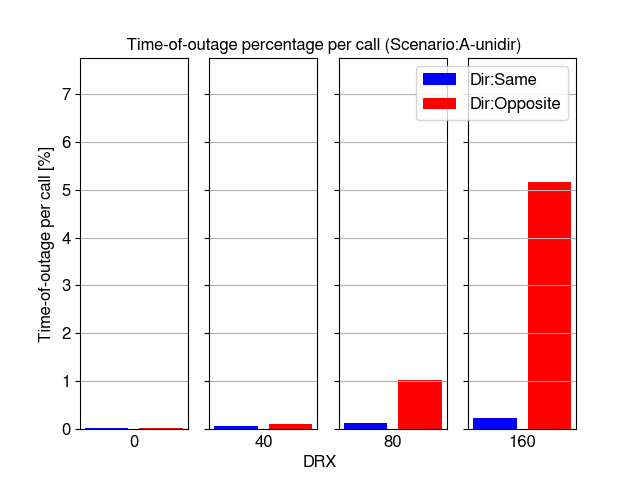 Time-of-outage percentage per call (Scenario:A-unidir)
Dir:Same
Dir:Opposite
Time-of-outage per call [%]
7
6
5
4
3
2
1
0
0 40 80 160
DRX